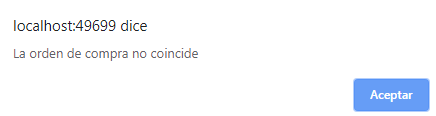 localhost:49699 dice
La orden de compra no coincide
Aceptar